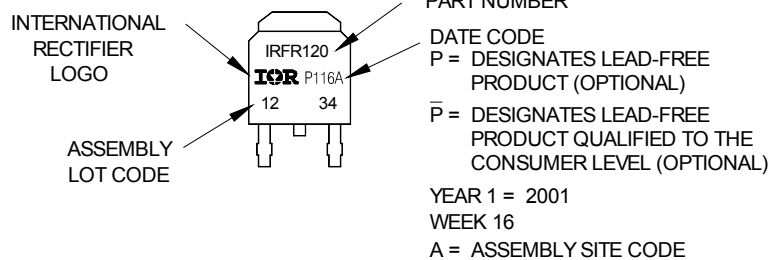 PART NUMBER
INTERNATIONAL
RECTIFIER
LOGO
IRFR120
IOR P116A
12 34
ASSEMBLY
LOT CODE
DATE CODE
P = DESIGNATES LEAD-FREE
PRODUCT (OPTIONAL)
P̅ = DESIGNATES LEAD-FREE
PRODUCT QUALIFIED TO THE
CONSUMER LEVEL (OPTIONAL)
YEAR 1 = 2001
WEEK 16
A = ASSEMBLY SITE CODE